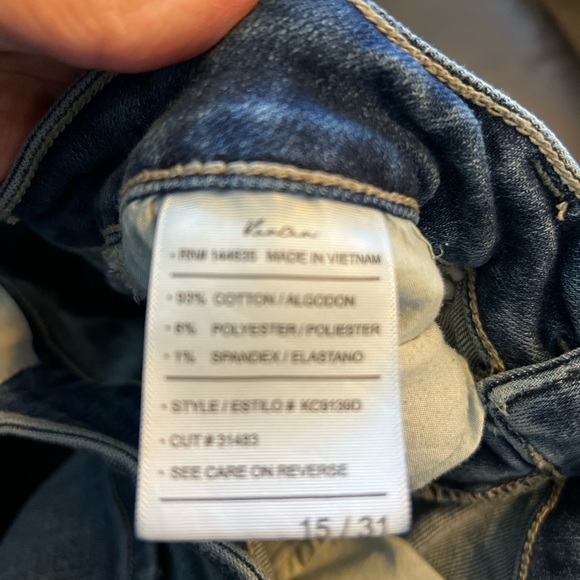 KanCan
• RN# 144635 MADE IN VIETNAM
• 93% COTTON / ALGODON
• 6% POLYESTER / POLIESTER
• 1% SPANDEX / ELASTANO
• STYLE / ESTILO # KC9139D
• CUT # 31483
• SEE CARE ON REVERSE
15 / 31